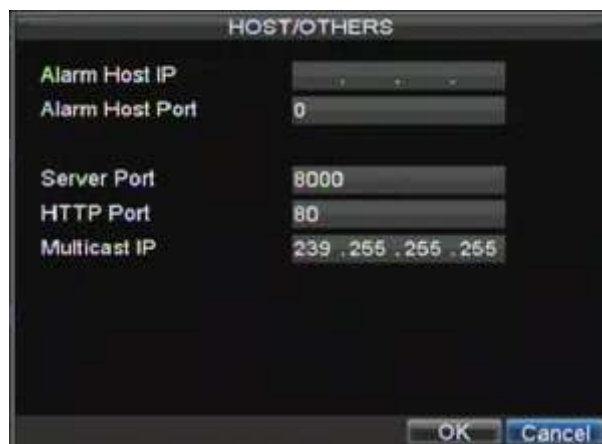 HOST/OTHERS
Alarm Host IP . . .
Alarm Host Port 0
Server Port 8000
HTTP Port 80
Multicast IP 239 .255 .255 .255
OK Cancel